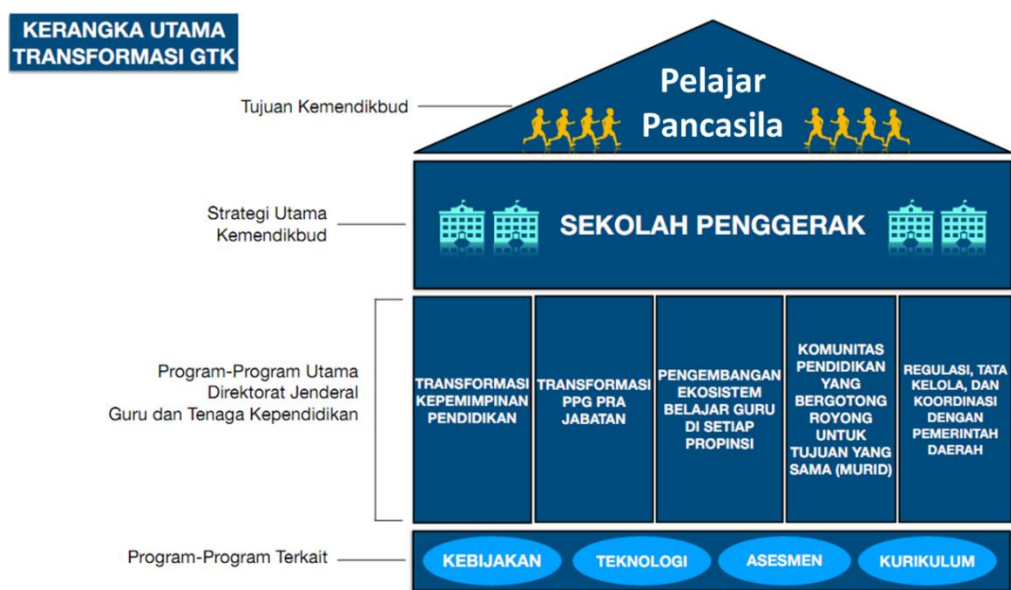 KERANGKA UTAMA
TRANSFORMASI GTK
Tujuan Kemendikbud
Pelajar
Pancasila
Strategi Utama
Kemendikbud
SEKOLAH PENGGERAK
Program-Program Utama
Direktorat Jenderal
Guru dan Tenaga Kependidikan
TRANSFORMASI
KEPEMIMPINAN
PENDIDIKAN
TRANSFORMASI
PPG PRA
JABATAN
PENGEMBANGAN
EKOSISTEM
BELAJAR GURU
DI SETIAP
PROPINSI
KOMUNITAS
PENDIDIKAN
YANG
BERGOTONG
ROYONG
UNTUK
TUJUAN YANG
SAMA (MURID)
REGULASI, TATA
KELOLA, DAN
KOORDINASI
DENGAN
PEMERINTAH
DAERAH
Program-Program Terkait
KEBIJAKAN
TEKNOLOGI
ASESMEN
KURIKULUM